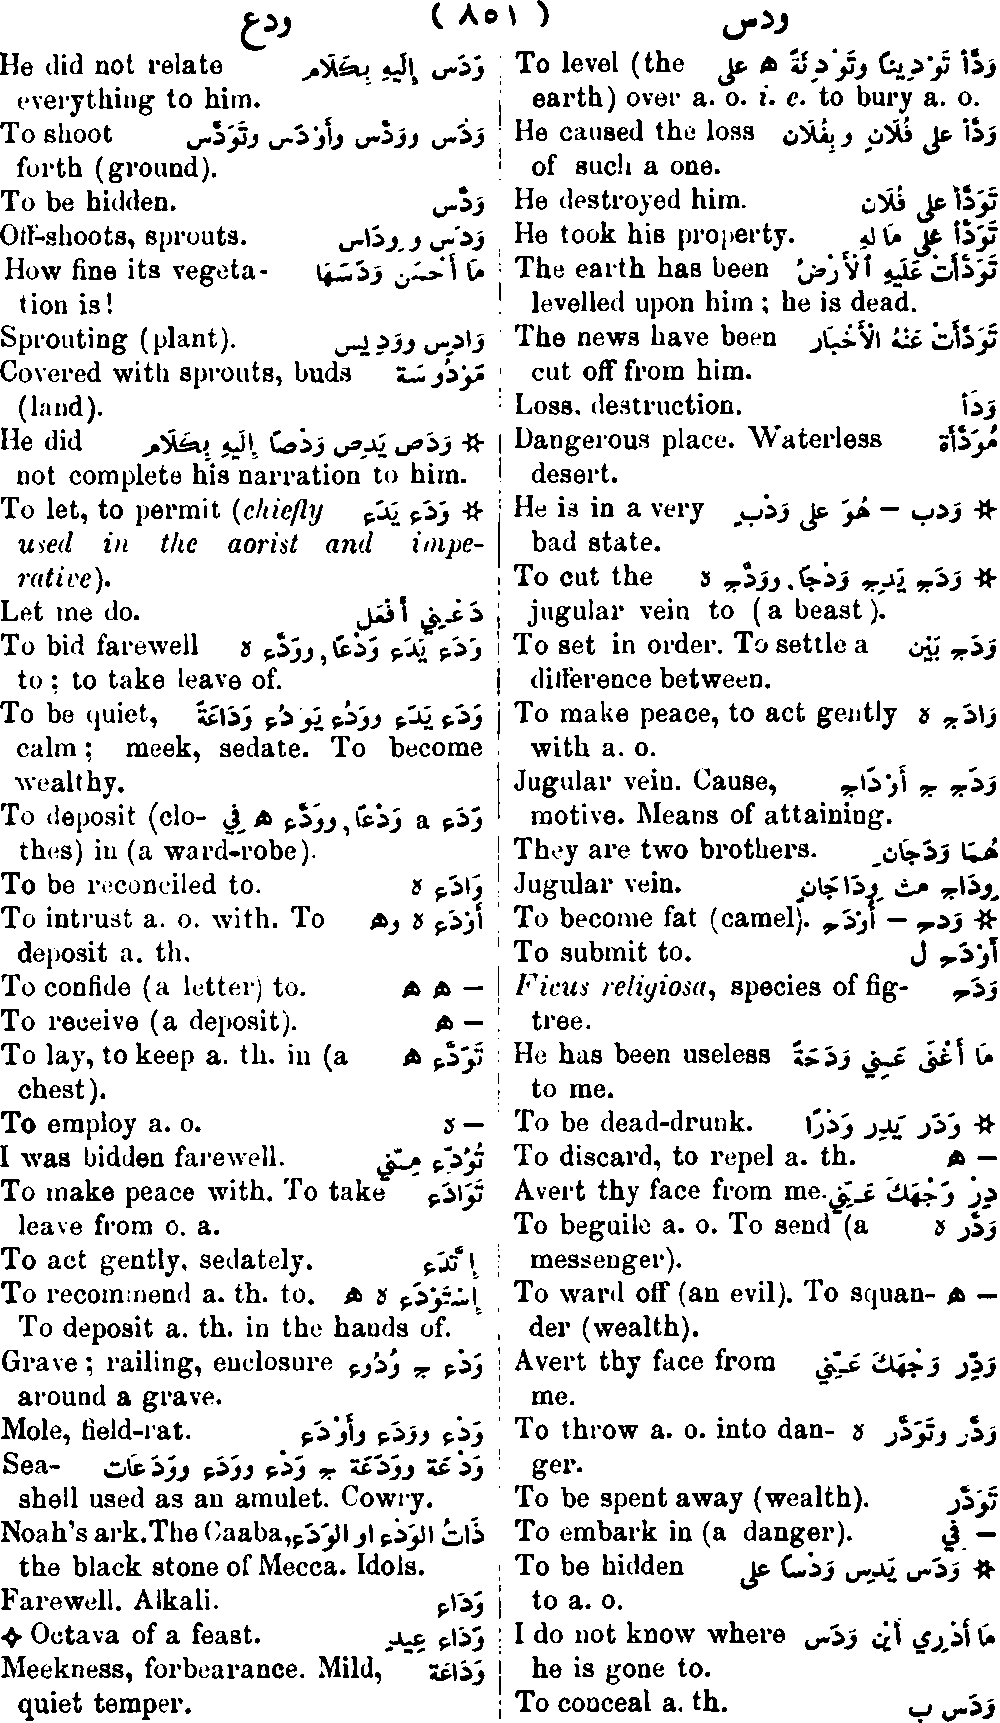 ودع ( ٨٥١ ) ودس
To level (the وَدَّأَ تَوْدِيئًا وتَوْدِئَةً ه على
earth) over a. o. i. e. to bury a. o.
He caused the loss وَدَّأَ على فُلَانٍ وبِفُلَان
of such a one.
He destroyed him. تَوَدَّأَ على فُلَان
He took his property. تَوَدَّأَ على مَا لهِ
The earth has been تَوَدَّأَتْ عَلَيْهِ ٱلْأَرْضُ
levelled upon him ; he is dead.
The news have been تَوَدَّأَتْ عَنْهُ الْأَخْبَار
cut off from him.
Loss, destruction. وَدَأ
Dangerous place. Waterless مُوَدَّأَة
desert.
He is in a very ✲ ودب – هُوَ على وَدْبٍ
bad state.
To cut the ✲ وَدَج يَدِج وَدْجًا, ووَدَّج ة
jugular vein to (a beast).
To set in order. To settle a وَدَج بَيْن
difference between.
To make peace, to act gently وَادَج ة
with a. o.
Jugular vein. Cause, وَدَج ج أَوْدَاج
motive. Means of attaining.
They are two brothers. هُمَا وَدَجَانِ
Jugular vein. وِدَاج مث وِدَاجَانِ
To become fat (camel). ✲ ودح – أَوْدَح
To submit to. أَوْدَح ل
Ficus religiosa, species of fig- وَدَح
tree.
He has been useless مَا أَغْنَى عَنِّي وَدَحَةً
to me.
To be dead-drunk. ✲ وَدَر يَدِر وَدْرًا
To discard, to repel a. th. – ه
Avert thy face from me. دِرْ وَجْهَكَ عَنِّي
To beguile a. o. To send (a وَدَّر ة
messenger).
To ward off (an evil). To squan- – ه
der (wealth).
Avert thy face from وَدِّر وَجْهَكَ عَنِّي
me.
To throw a. o. into dan- وَدَّر وتَوَدَّر ة
ger.
To be spent away (wealth). تَوَدَّر
To embark in (a danger). – في
To be hidden ✲ وَدَس يَدِس وَدْسًا على
to a. o.
I do not know where مَا أَدْرِي أَيْن وَدَس
he is gone to.
To conceal a. th. وَدَس ب
He did not relate وَدَس إِلَيْهِ بِكَلَام
everything to him.
To shoot وَدَس ووَدَّس وأَوْدَس وتَوَدَّس
forth (ground).
To be hidden. وَدَّس
Off-shoots, sprouts. وَدَس و وِدَاس
How fine its vegeta- مَا أَحْسَن وَدَسَهَا
tion is!
Sprouting (plant). وَادِس ووَدِيس
Covered with sprouts, buds مَوْدُوسَة
(land).
He did ✲ وَدَص يَدِص وَدْصًا إِلَيْهِ بِكَلَام
not complete his narration to him.
To let, to permit (chiefly ✲ وَدَع يَدَع
used in the aorist and impe-
rative).
Let me do. دَعْنِي أَفْعَل
To bid farewell وَدَع يَدَع وَدْعًا, ووَدَّع ة
to ; to take leave of.
To be quiet, وَدَع يَدَع ووَدُع يَوْدُع وَدَاعَةً
calm ; meek, sedate. To become
wealthy.
To deposit (clo- وَدَع a وَدْعًا, ووَدَّع ه في
thes) in (a ward-robe).
To be reconciled to. وَادَع ة
To intrust a. o. with. To أَوْدَع ة وه
deposit a. th.
To confide (a letter) to. – ه ه
To receive (a deposit). – ه
To lay, to keep a. th. in (a تَوَدَّع ه
chest).
To employ a. o. – ة
I was bidden farewell. تُوُدِّع مِنِّي
To make peace with. To take تَوَادَع
leave from o. a.
To act gently, sedately. إِتَّدَع
To recommend a. th. to. إِسْتَوْدَع ة ه
To deposit a. th. in the hands of.
Grave ; railing, enclosure وَدْع ج وُدُوع
around a grave.
Mole, field-rat. وَدْع ووَدَع وأَوْدَع
Sea- وَدْعَة ووَدَعَة ج وَدْع ووَدَع ووَدَعَات
shell used as an amulet. Cowry.
Noah's ark. The Caaba, ذَاتُ الوَدْع او الوَدَع
the black stone of Mecca. Idols.
Farewell. Alkali. وَدَاع
✤ Octava of a feast. وَدَاع عِيد
Meekness, forbearance. Mild, وَدَاعَة
quiet temper.